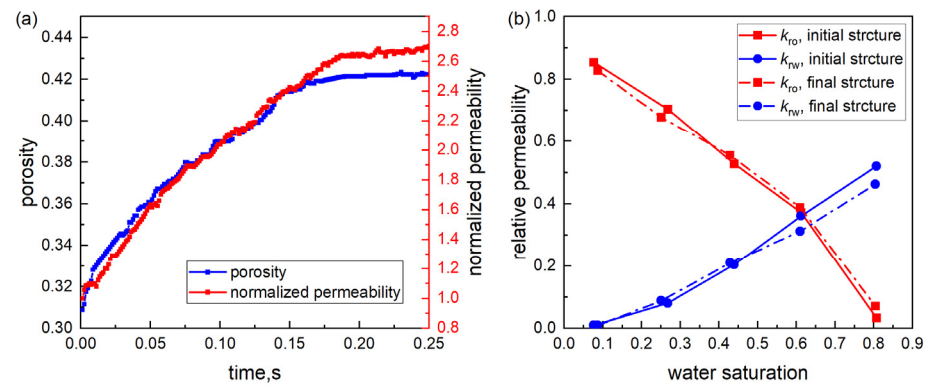 (a)
0.44
0.42
0.40
0.38
0.36
0.34
0.32
0.30
porosity
2.8
2.6
2.4
2.2
2.0
1.8
1.6
1.4
1.2
1.0
0.8
normalized permeability
porosity
normalized permeability
0.00 0.05 0.10 0.15 0.20 0.25
time,s
(b)
1.0
0.8
0.6
0.4
0.2
0.0
relative permeability
kro, initial strcture
krw, initial strcture
kro, final strcture
krw, final strcture
0.0 0.1 0.2 0.3 0.4 0.5 0.6 0.7 0.8 0.9
water saturation